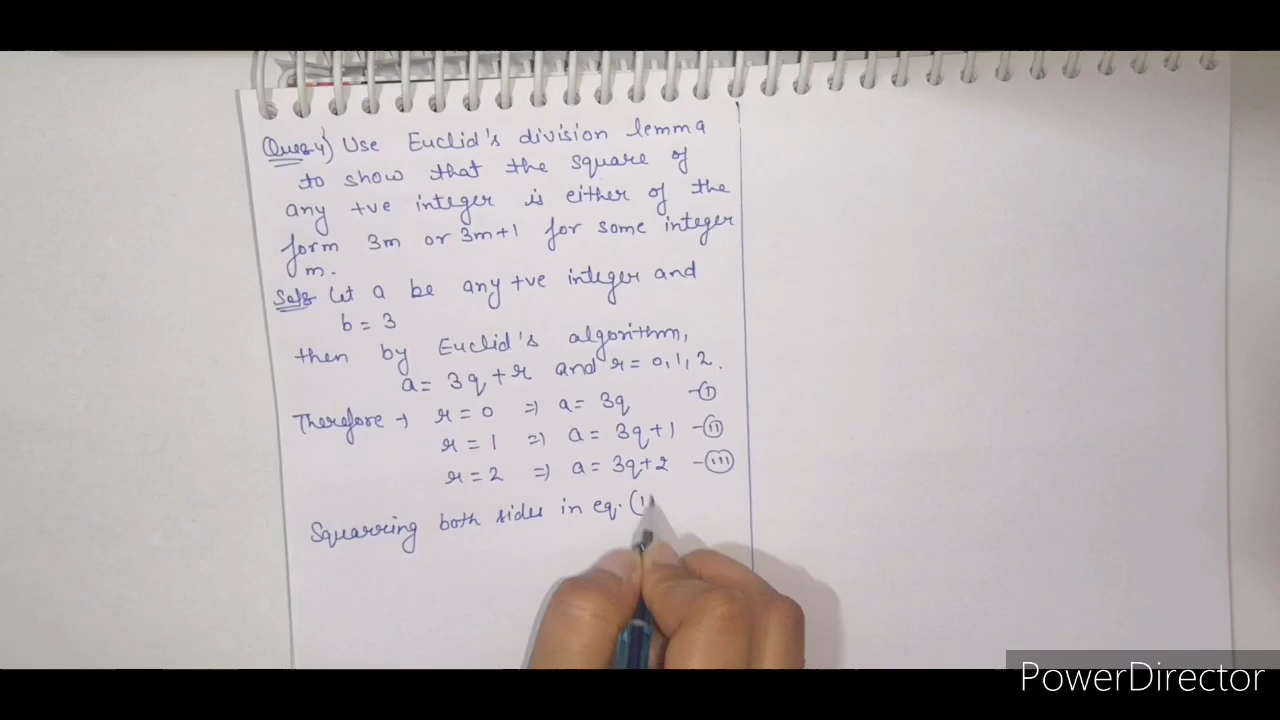 Ques 4) Use Euclid's division lemma
to show that the square of
any +ve integer is either of the
form 3m or 3m+1 for some integer
m.
Sol: Let a be any +ve integer and
b = 3
then by Euclid's algorithm,
a = 3q + r and r = 0, 1, 2.
Therefore → r = 0 ⇒ a = 3q -(I)
r = 1 ⇒ a = 3q+1 -(II)
r = 2 ⇒ a = 3q+2 -(III)
Squarring both sides in eq. (1)
PowerDirector